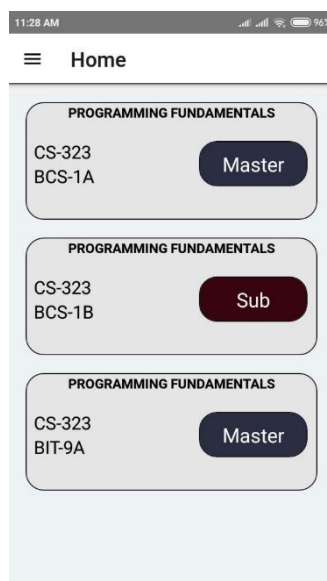 11:28 AM 96%
Home
PROGRAMMING FUNDAMENTALS
CS-323
BCS-1A
Master
PROGRAMMING FUNDAMENTALS
CS-323
BCS-1B
Sub
PROGRAMMING FUNDAMENTALS
CS-323
BIT-9A
Master